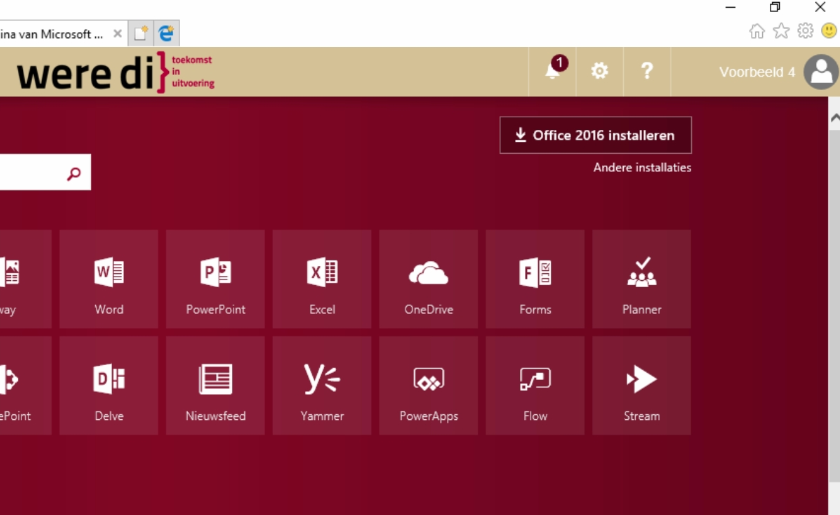 ina van Microsoft ...
were di}
toekomst
in
uitvoering
1
?
Voorbeeld 4
Office 2016 installeren
Andere installaties
way
Word
PowerPoint
Excel
OneDrive
Forms
Planner
ePoint
Delve
Nieuwsfeed
Yammer
PowerApps
Flow
Stream